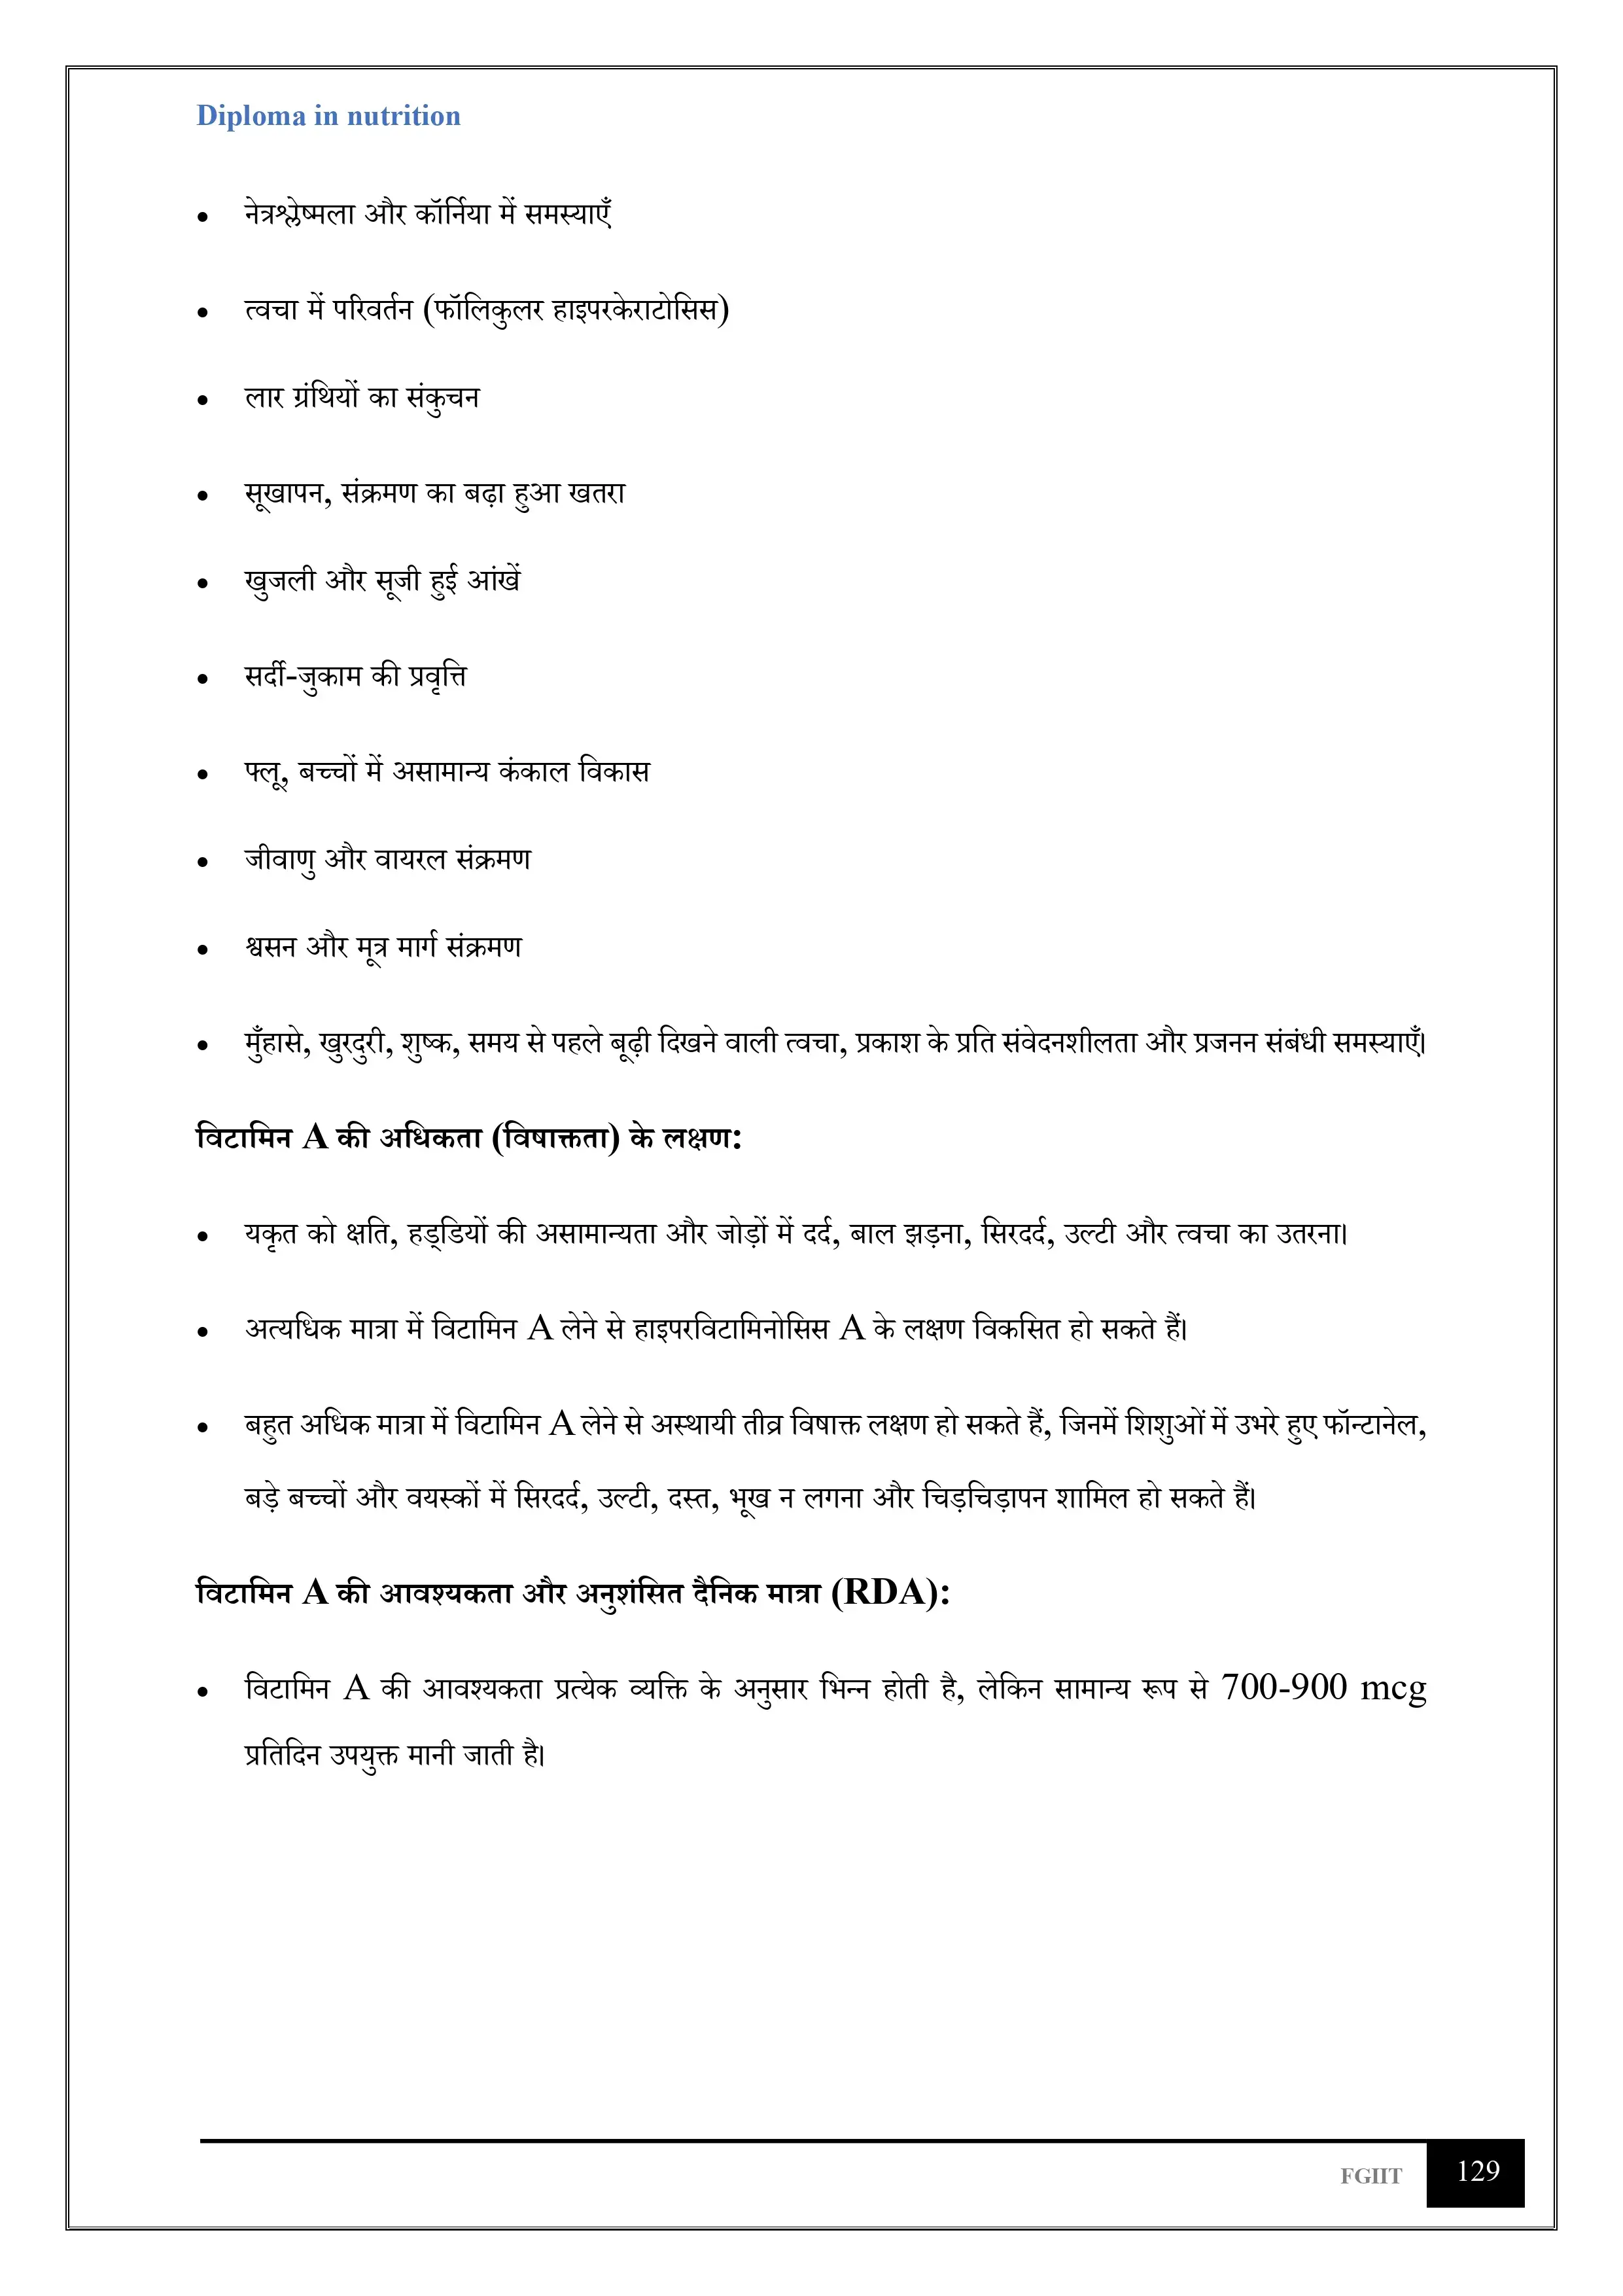 Diploma in nutrition
• नेत्रश्लेष्मला और कॉर्निया में समस्याएँ
• त्वचा में परिवर्तन (फॉलिकुलर हाइपरकेराटोसिस)
• लार ग्रंथियों का संकुचन
• सूखापन, संक्रमण का बढ़ा हुआ खतरा
• खुजली और सूजी हुई आंखें
• सर्दी-जुकाम की प्रवृत्ति
• फ्लू, बच्चों में असामान्य कंकाल विकास
• जीवाणु और वायरल संक्रमण
• श्वसन और मूत्र मार्ग संक्रमण
• मुँहासे, खुरदुरी, शुष्क, समय से पहले बूढ़ी दिखने वाली त्वचा, प्रकाश के प्रति संवेदनशीलता और प्रजनन संबंधी समस्याएँ।
विटामिन A की अधिकता (विषाक्तता) के लक्षण:
• यकृत को क्षति, हड्डियों की असामान्यता और जोड़ों में दर्द, बाल झड़ना, सिरदर्द, उल्टी और त्वचा का उतरना।
• अत्यधिक मात्रा में विटामिन A लेने से हाइपरविटामिनोसिस A के लक्षण विकसित हो सकते हैं।
• बहुत अधिक मात्रा में विटामिन A लेने से अस्थायी तीव्र विषाक्त लक्षण हो सकते हैं, जिनमें शिशुओं में उभरे हुए फॉन्टानेल,
बड़े बच्चों और वयस्कों में सिरदर्द, उल्टी, दस्त, भूख न लगना और चिड़चिड़ापन शामिल हो सकते हैं।
विटामिन A की आवश्यकता और अनुशंसित दैनिक मात्रा (RDA):
• विटामिन A की आवश्यकता प्रत्येक व्यक्ति के अनुसार भिन्न होती है, लेकिन सामान्य रूप से 700-900 mcg
प्रतिदिन उपयुक्त मानी जाती है।
FGIIT 129